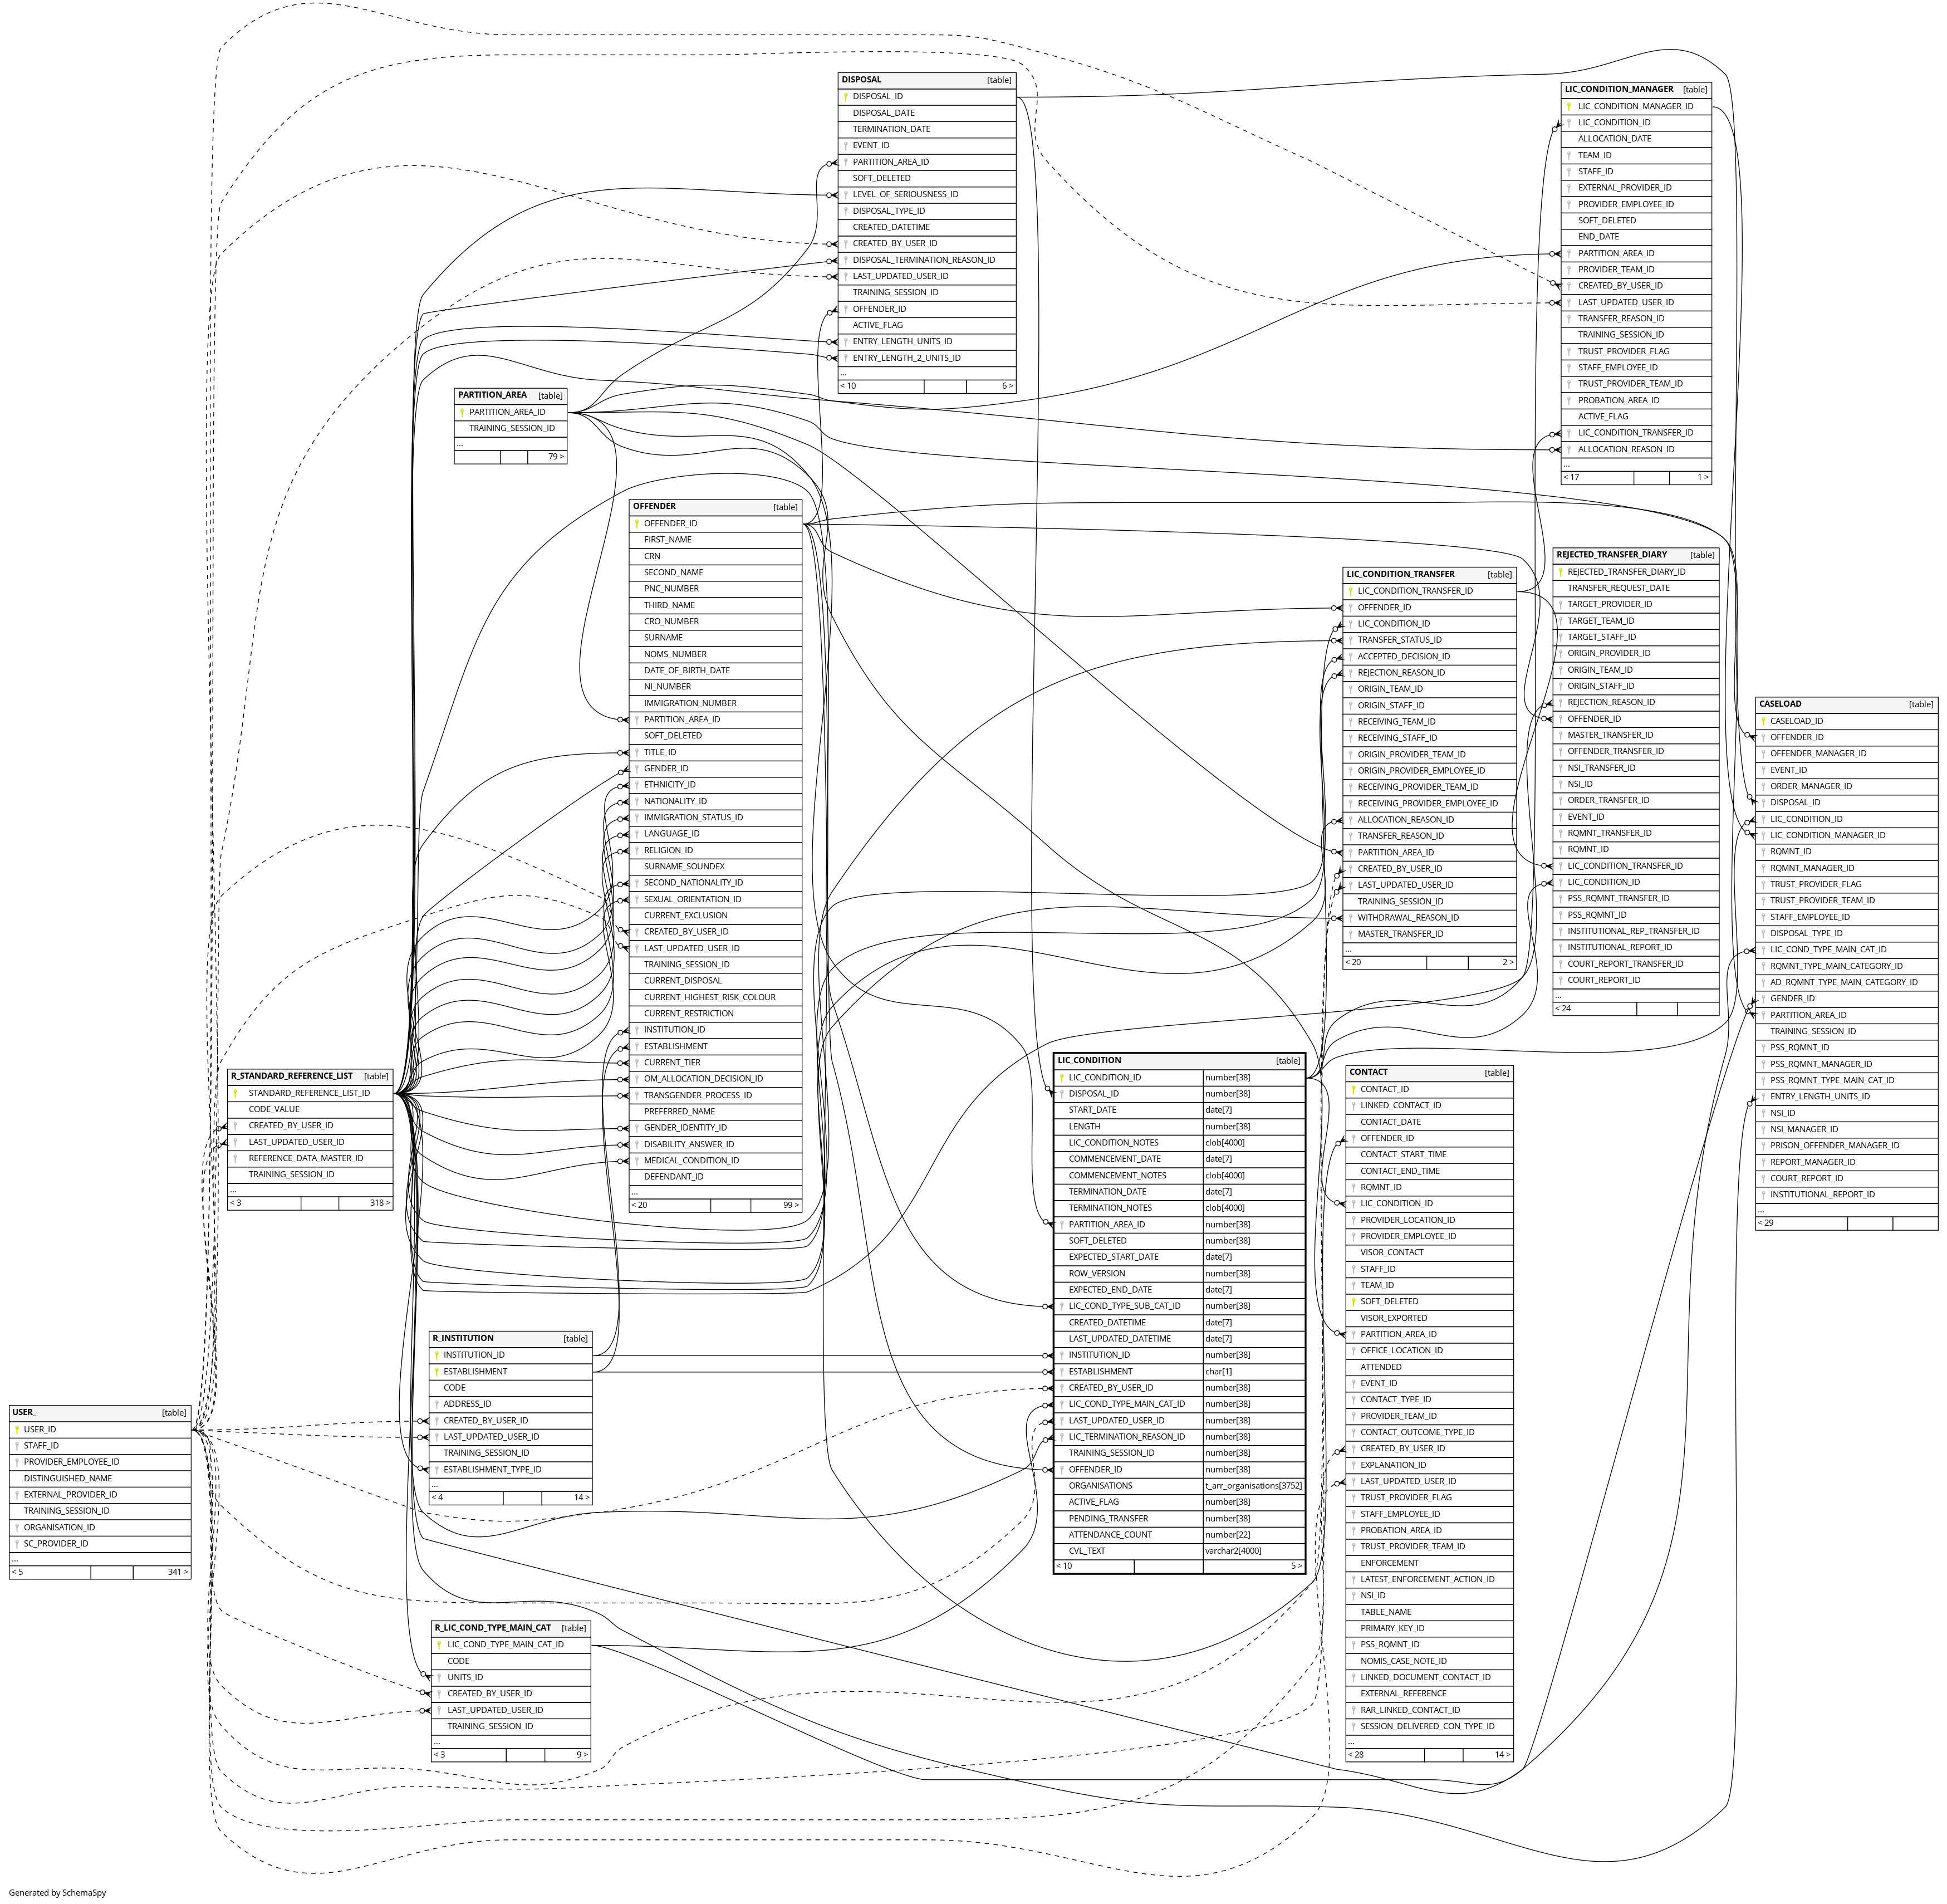 DISPOSAL [table]
DISPOSAL_ID
DISPOSAL_DATE
TERMINATION_DATE
EVENT_ID
PARTITION_AREA_ID
SOFT_DELETED
LEVEL_OF_SERIOUSNESS_ID
DISPOSAL_TYPE_ID
CREATED_DATETIME
CREATED_BY_USER_ID
DISPOSAL_TERMINATION_REASON_ID
LAST_UPDATED_USER_ID
TRAINING_SESSION_ID
OFFENDER_ID
ACTIVE_FLAG
ENTRY_LENGTH_UNITS_ID
ENTRY_LENGTH_2_UNITS_ID
...
< 10 6 >
LIC_CONDITION_MANAGER [table]
LIC_CONDITION_MANAGER_ID
LIC_CONDITION_ID
ALLOCATION_DATE
TEAM_ID
STAFF_ID
EXTERNAL_PROVIDER_ID
PROVIDER_EMPLOYEE_ID
SOFT_DELETED
END_DATE
PARTITION_AREA_ID
PROVIDER_TEAM_ID
CREATED_BY_USER_ID
LAST_UPDATED_USER_ID
TRANSFER_REASON_ID
TRAINING_SESSION_ID
TRUST_PROVIDER_FLAG
STAFF_EMPLOYEE_ID
TRUST_PROVIDER_TEAM_ID
PROBATION_AREA_ID
ACTIVE_FLAG
LIC_CONDITION_TRANSFER_ID
ALLOCATION_REASON_ID
...
< 17 1 >
PARTITION_AREA [table]
PARTITION_AREA_ID
TRAINING_SESSION_ID
...
79 >
OFFENDER [table]
OFFENDER_ID
FIRST_NAME
CRN
SECOND_NAME
PNC_NUMBER
THIRD_NAME
CRO_NUMBER
SURNAME
NOMS_NUMBER
DATE_OF_BIRTH_DATE
NI_NUMBER
IMMIGRATION_NUMBER
PARTITION_AREA_ID
SOFT_DELETED
TITLE_ID
GENDER_ID
ETHNICITY_ID
NATIONALITY_ID
IMMIGRATION_STATUS_ID
LANGUAGE_ID
RELIGION_ID
SURNAME_SOUNDEX
SECOND_NATIONALITY_ID
SEXUAL_ORIENTATION_ID
CURRENT_EXCLUSION
CREATED_BY_USER_ID
LAST_UPDATED_USER_ID
TRAINING_SESSION_ID
CURRENT_DISPOSAL
CURRENT_HIGHEST_RISK_COLOUR
CURRENT_RESTRICTION
INSTITUTION_ID
ESTABLISHMENT
CURRENT_TIER
OM_ALLOCATION_DECISION_ID
TRANSGENDER_PROCESS_ID
PREFERRED_NAME
GENDER_IDENTITY_ID
DISABILITY_ANSWER_ID
MEDICAL_CONDITION_ID
DEFENDANT_ID
...
< 20 99 >
LIC_CONDITION_TRANSFER [table]
LIC_CONDITION_TRANSFER_ID
OFFENDER_ID
LIC_CONDITION_ID
TRANSFER_STATUS_ID
ACCEPTED_DECISION_ID
REJECTION_REASON_ID
ORIGIN_TEAM_ID
ORIGIN_STAFF_ID
RECEIVING_TEAM_ID
RECEIVING_STAFF_ID
ORIGIN_PROVIDER_TEAM_ID
ORIGIN_PROVIDER_EMPLOYEE_ID
RECEIVING_PROVIDER_TEAM_ID
RECEIVING_PROVIDER_EMPLOYEE_ID
ALLOCATION_REASON_ID
TRANSFER_REASON_ID
PARTITION_AREA_ID
CREATED_BY_USER_ID
LAST_UPDATED_USER_ID
TRAINING_SESSION_ID
WITHDRAWAL_REASON_ID
MASTER_TRANSFER_ID
...
< 20 2 >
REJECTED_TRANSFER_DIARY [table]
REJECTED_TRANSFER_DIARY_ID
TRANSFER_REQUEST_DATE
TARGET_PROVIDER_ID
TARGET_TEAM_ID
TARGET_STAFF_ID
ORIGIN_PROVIDER_ID
ORIGIN_TEAM_ID
ORIGIN_STAFF_ID
REJECTION_REASON_ID
OFFENDER_ID
MASTER_TRANSFER_ID
OFFENDER_TRANSFER_ID
NSI_TRANSFER_ID
NSI_ID
ORDER_TRANSFER_ID
EVENT_ID
RQMNT_TRANSFER_ID
RQMNT_ID
LIC_CONDITION_TRANSFER_ID
LIC_CONDITION_ID
PSS_RQMNT_TRANSFER_ID
PSS_RQMNT_ID
INSTITUTIONAL_REP_TRANSFER_ID
INSTITUTIONAL_REPORT_ID
COURT_REPORT_TRANSFER_ID
COURT_REPORT_ID
...
< 24
CASELOAD [table]
CASELOAD_ID
OFFENDER_ID
OFFENDER_MANAGER_ID
EVENT_ID
ORDER_MANAGER_ID
DISPOSAL_ID
LIC_CONDITION_ID
LIC_CONDITION_MANAGER_ID
RQMNT_ID
RQMNT_MANAGER_ID
TRUST_PROVIDER_FLAG
TRUST_PROVIDER_TEAM_ID
STAFF_EMPLOYEE_ID
DISPOSAL_TYPE_ID
LIC_COND_TYPE_MAIN_CAT_ID
RQMNT_TYPE_MAIN_CATEGORY_ID
AD_RQMNT_TYPE_MAIN_CATEGORY_ID
GENDER_ID
PARTITION_AREA_ID
TRAINING_SESSION_ID
PSS_RQMNT_ID
PSS_RQMNT_MANAGER_ID
PSS_RQMNT_TYPE_MAIN_CAT_ID
ENTRY_LENGTH_UNITS_ID
NSI_ID
NSI_MANAGER_ID
PRISON_OFFENDER_MANAGER_ID
REPORT_MANAGER_ID
COURT_REPORT_ID
INSTITUTIONAL_REPORT_ID
...
< 29
R_STANDARD_REFERENCE_LIST [table]
STANDARD_REFERENCE_LIST_ID
CODE_VALUE
CREATED_BY_USER_ID
LAST_UPDATED_USER_ID
REFERENCE_DATA_MASTER_ID
TRAINING_SESSION_ID
...
< 3 318 >
LIC_CONDITION [table]
LIC_CONDITION_ID number[38]
DISPOSAL_ID number[38]
START_DATE date[7]
LENGTH number[38]
LIC_CONDITION_NOTES clob[4000]
COMMENCEMENT_DATE date[7]
COMMENCEMENT_NOTES clob[4000]
TERMINATION_DATE date[7]
TERMINATION_NOTES clob[4000]
PARTITION_AREA_ID number[38]
SOFT_DELETED number[38]
EXPECTED_START_DATE date[7]
ROW_VERSION number[38]
EXPECTED_END_DATE date[7]
LIC_COND_TYPE_SUB_CAT_ID number[38]
CREATED_DATETIME date[7]
LAST_UPDATED_DATETIME date[7]
INSTITUTION_ID number[38]
ESTABLISHMENT char[1]
CREATED_BY_USER_ID number[38]
LIC_COND_TYPE_MAIN_CAT_ID number[38]
LAST_UPDATED_USER_ID number[38]
LIC_TERMINATION_REASON_ID number[38]
TRAINING_SESSION_ID number[38]
OFFENDER_ID number[38]
ORGANISATIONS t_arr_organisations[3752]
ACTIVE_FLAG number[38]
PENDING_TRANSFER number[38]
ATTENDANCE_COUNT number[22]
CVL_TEXT varchar2[4000]
< 10 5 >
CONTACT [table]
CONTACT_ID
LINKED_CONTACT_ID
CONTACT_DATE
OFFENDER_ID
CONTACT_START_TIME
CONTACT_END_TIME
RQMNT_ID
LIC_CONDITION_ID
PROVIDER_LOCATION_ID
PROVIDER_EMPLOYEE_ID
VISOR_CONTACT
STAFF_ID
TEAM_ID
SOFT_DELETED
VISOR_EXPORTED
PARTITION_AREA_ID
OFFICE_LOCATION_ID
ATTENDED
EVENT_ID
CONTACT_TYPE_ID
PROVIDER_TEAM_ID
CONTACT_OUTCOME_TYPE_ID
CREATED_BY_USER_ID
EXPLANATION_ID
LAST_UPDATED_USER_ID
TRUST_PROVIDER_FLAG
STAFF_EMPLOYEE_ID
PROBATION_AREA_ID
TRUST_PROVIDER_TEAM_ID
ENFORCEMENT
LATEST_ENFORCEMENT_ACTION_ID
NSI_ID
TABLE_NAME
PRIMARY_KEY_ID
PSS_RQMNT_ID
NOMIS_CASE_NOTE_ID
LINKED_DOCUMENT_CONTACT_ID
EXTERNAL_REFERENCE
RAR_LINKED_CONTACT_ID
SESSION_DELIVERED_CON_TYPE_ID
...
< 28 14 >
R_INSTITUTION [table]
INSTITUTION_ID
ESTABLISHMENT
CODE
ADDRESS_ID
CREATED_BY_USER_ID
LAST_UPDATED_USER_ID
TRAINING_SESSION_ID
ESTABLISHMENT_TYPE_ID
...
< 4 14 >
USER_ [table]
USER_ID
STAFF_ID
PROVIDER_EMPLOYEE_ID
DISTINGUISHED_NAME
EXTERNAL_PROVIDER_ID
TRAINING_SESSION_ID
ORGANISATION_ID
SC_PROVIDER_ID
...
< 5 341 >
R_LIC_COND_TYPE_MAIN_CAT [table]
LIC_COND_TYPE_MAIN_CAT_ID
CODE
UNITS_ID
CREATED_BY_USER_ID
LAST_UPDATED_USER_ID
TRAINING_SESSION_ID
...
< 3 9 >
Generated by SchemaSpy